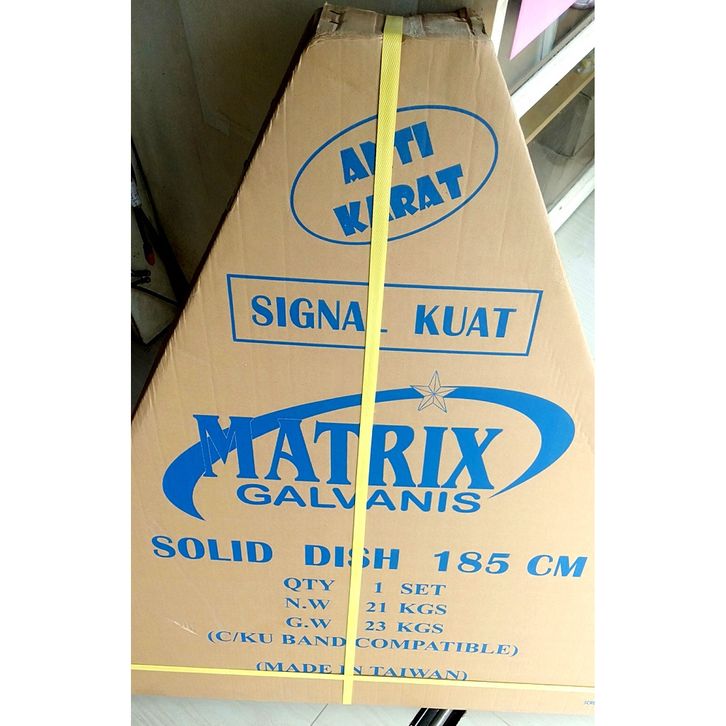 ANTI
KARAT
SIGNAL KUAT
MATRIX
GALVANIS
SOLID DISH 185 CM
QTY 1 SET
N.W 21 KGS
G.W 23 KGS
(C/KU BAND COMPATIBLE)
(MADE IN TAIWAN)